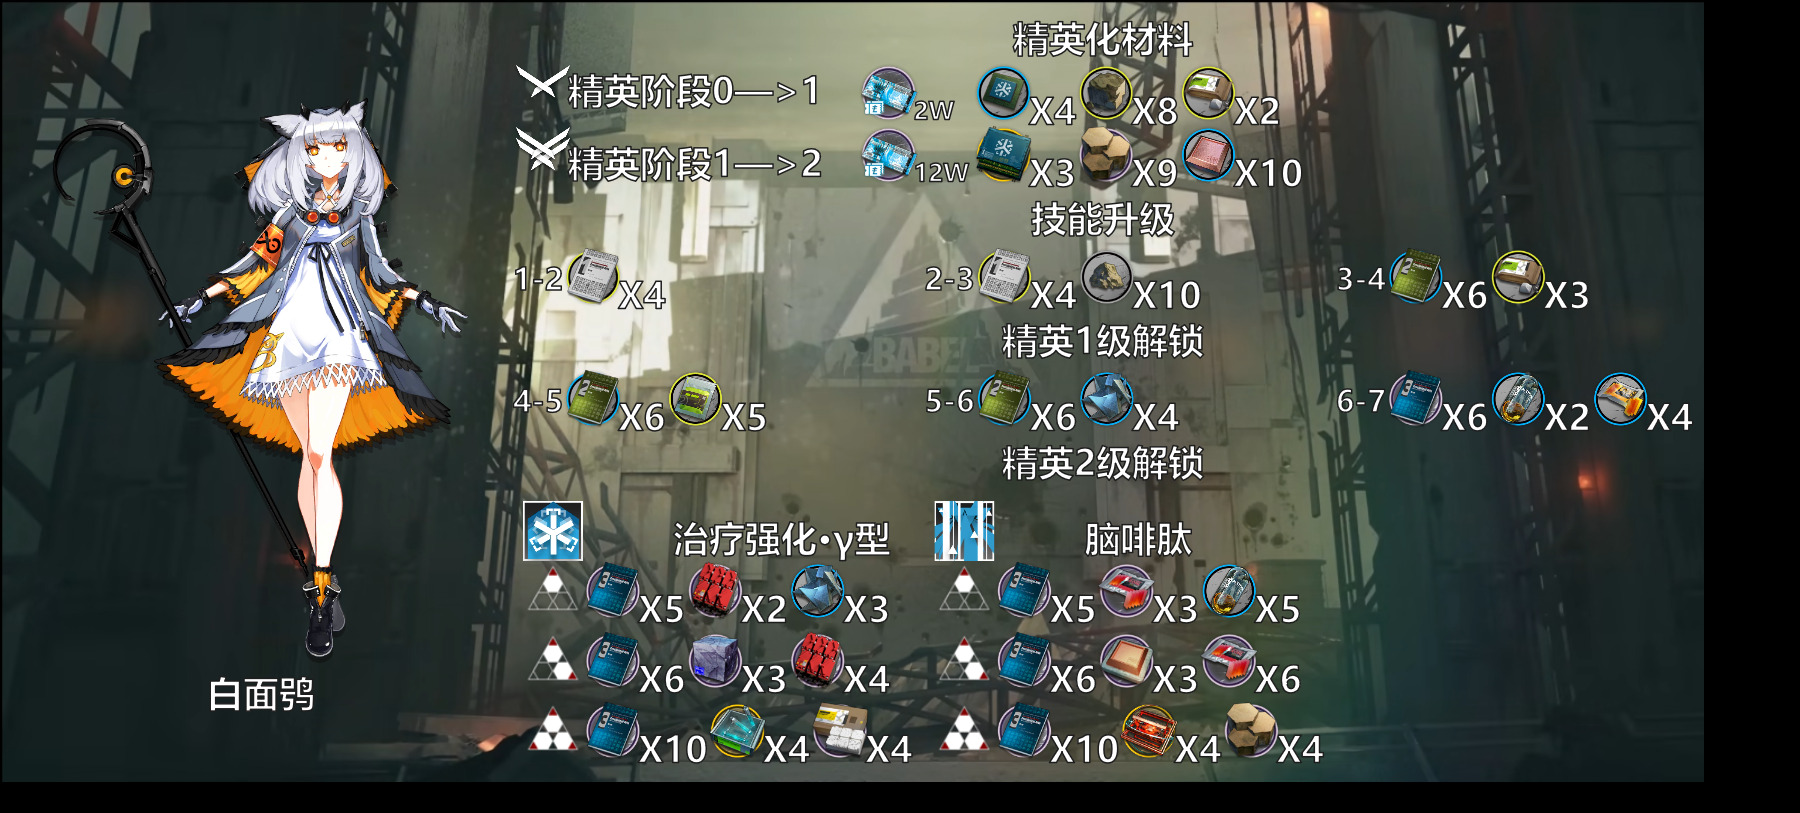 精英化材料
精英阶段0—>1 2W X4 X8 X2
精英阶段1—>2 12W X3 X9 X10
技能升级
1-2 X4 2-3 X4 X10 3-4 X6 X3
精英1级解锁
4-5 X6 X5 5-6 X6 X4 6-7 X6 X2 X4
精英2级解锁
治疗强化·γ型 脑啡肽
X5 X2 X3 X5 X3 X5
X6 X3 X4 X6 X3 X6
X10 X4 X4 X10 X4 X4
白面鸮
BABEL